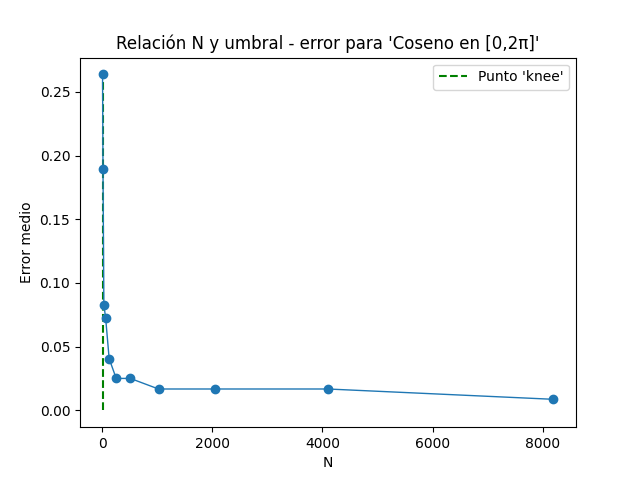 Relación N y umbral - error para 'Coseno en [0,2π]'
Punto 'knee'
Error medio
0.25
0.20
0.15
0.10
0.05
0.00
0 2000 4000 6000 8000
N